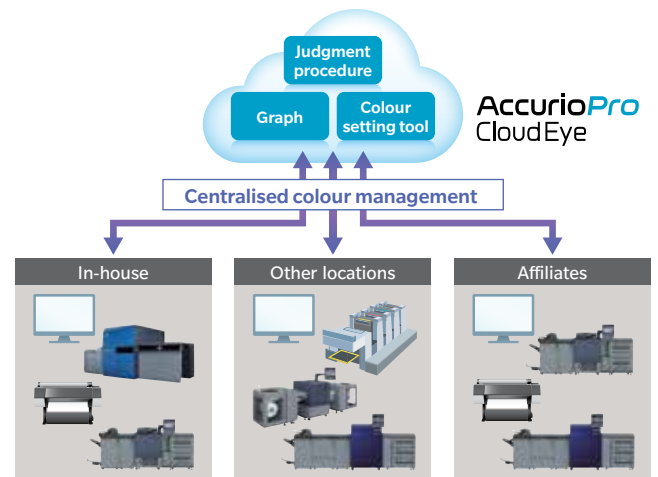 Judgment
procedure
Graph
Colour
setting tool
AccurioPro
CloudEye
Centralised colour management
In-house
Other locations
Affiliates